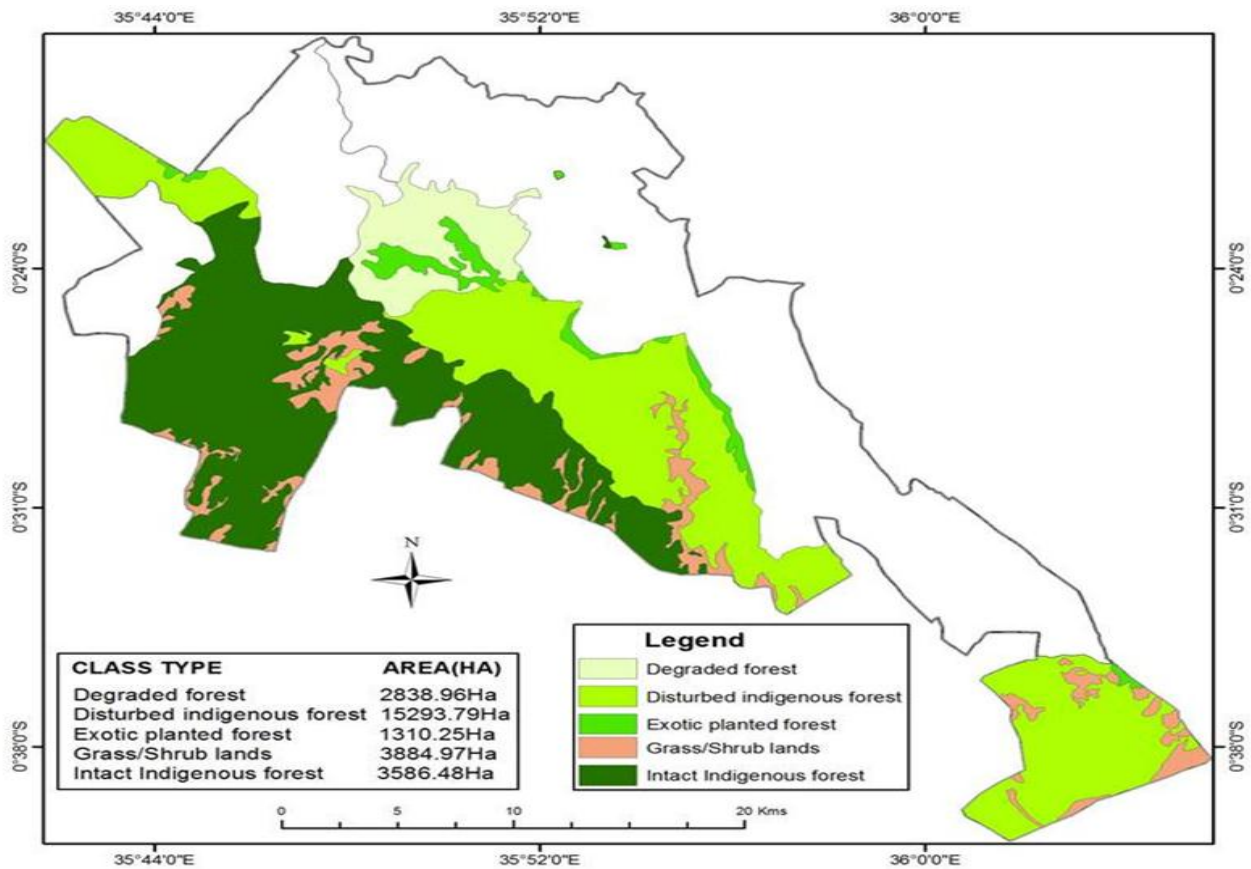 35°44'0"E 35°52'0"E 36°0'0"E
0°24'0"S 0°24'0"S
0°31'0"S 0°31'0"S
N
Legend
Degraded forest
Disturbed indigenous forest
Exotic planted forest
Grass/Shrub lands
Intact Indigenous forest
CLASS TYPE AREA(HA)
Degraded forest 2838.96Ha
Disturbed indigenous forest 15293.79Ha
Exotic planted forest 1310.25Ha
Grass/Shrub lands 3884.97Ha
Intact Indigenous forest 3586.48Ha
0°38'0"S 0°38'0"S
0 5 10 20 Kms
35°44'0"E 35°52'0"E 36°0'0"E